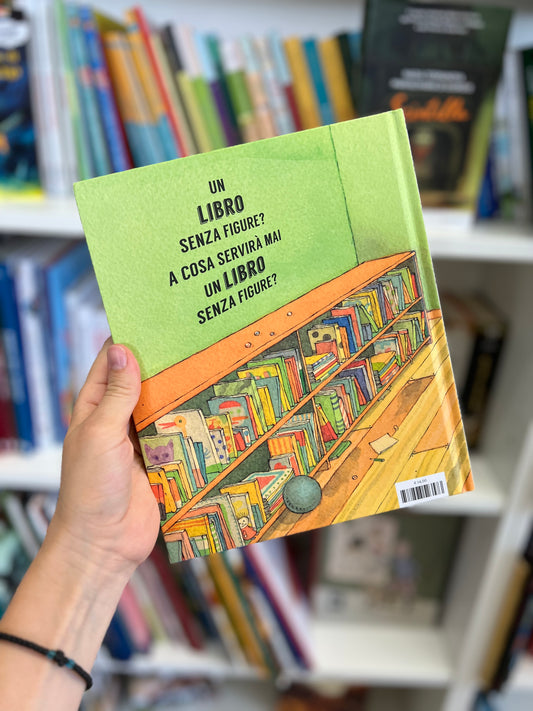 UN
LIBRO
SENZA FIGURE?
A COSA SERVIRÀ MAI
UN LIBRO
SENZA FIGURE?